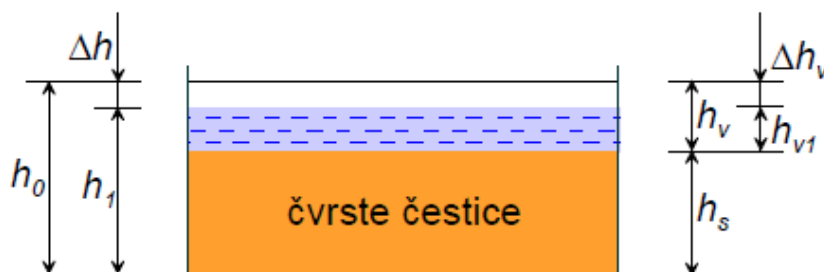 Δh
Δhv
hv
hv1
h0
h1
čvrste čestice
hs